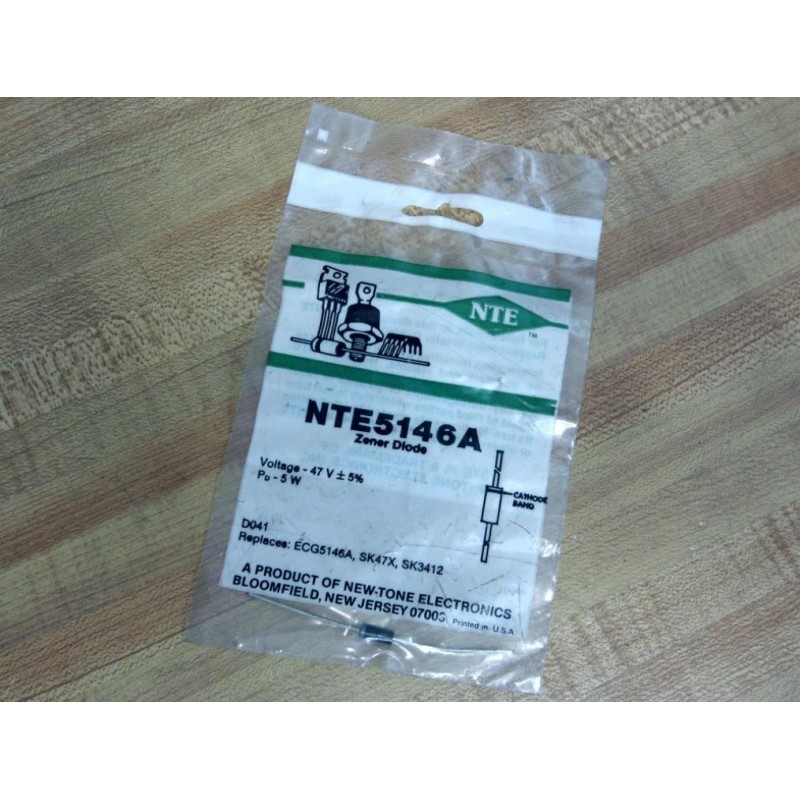 NTE
TM
NTE5146A
Zener Diode
Voltage - 47 V ± 5%
PD - 5 W
CATHODE
BAND
D041
Replaces: ECG5146A, SK47X, SK3412
A PRODUCT OF NEW-TONE ELECTRONICS
BLOOMFIELD, NEW JERSEY 07003
Printed in U.S.A.